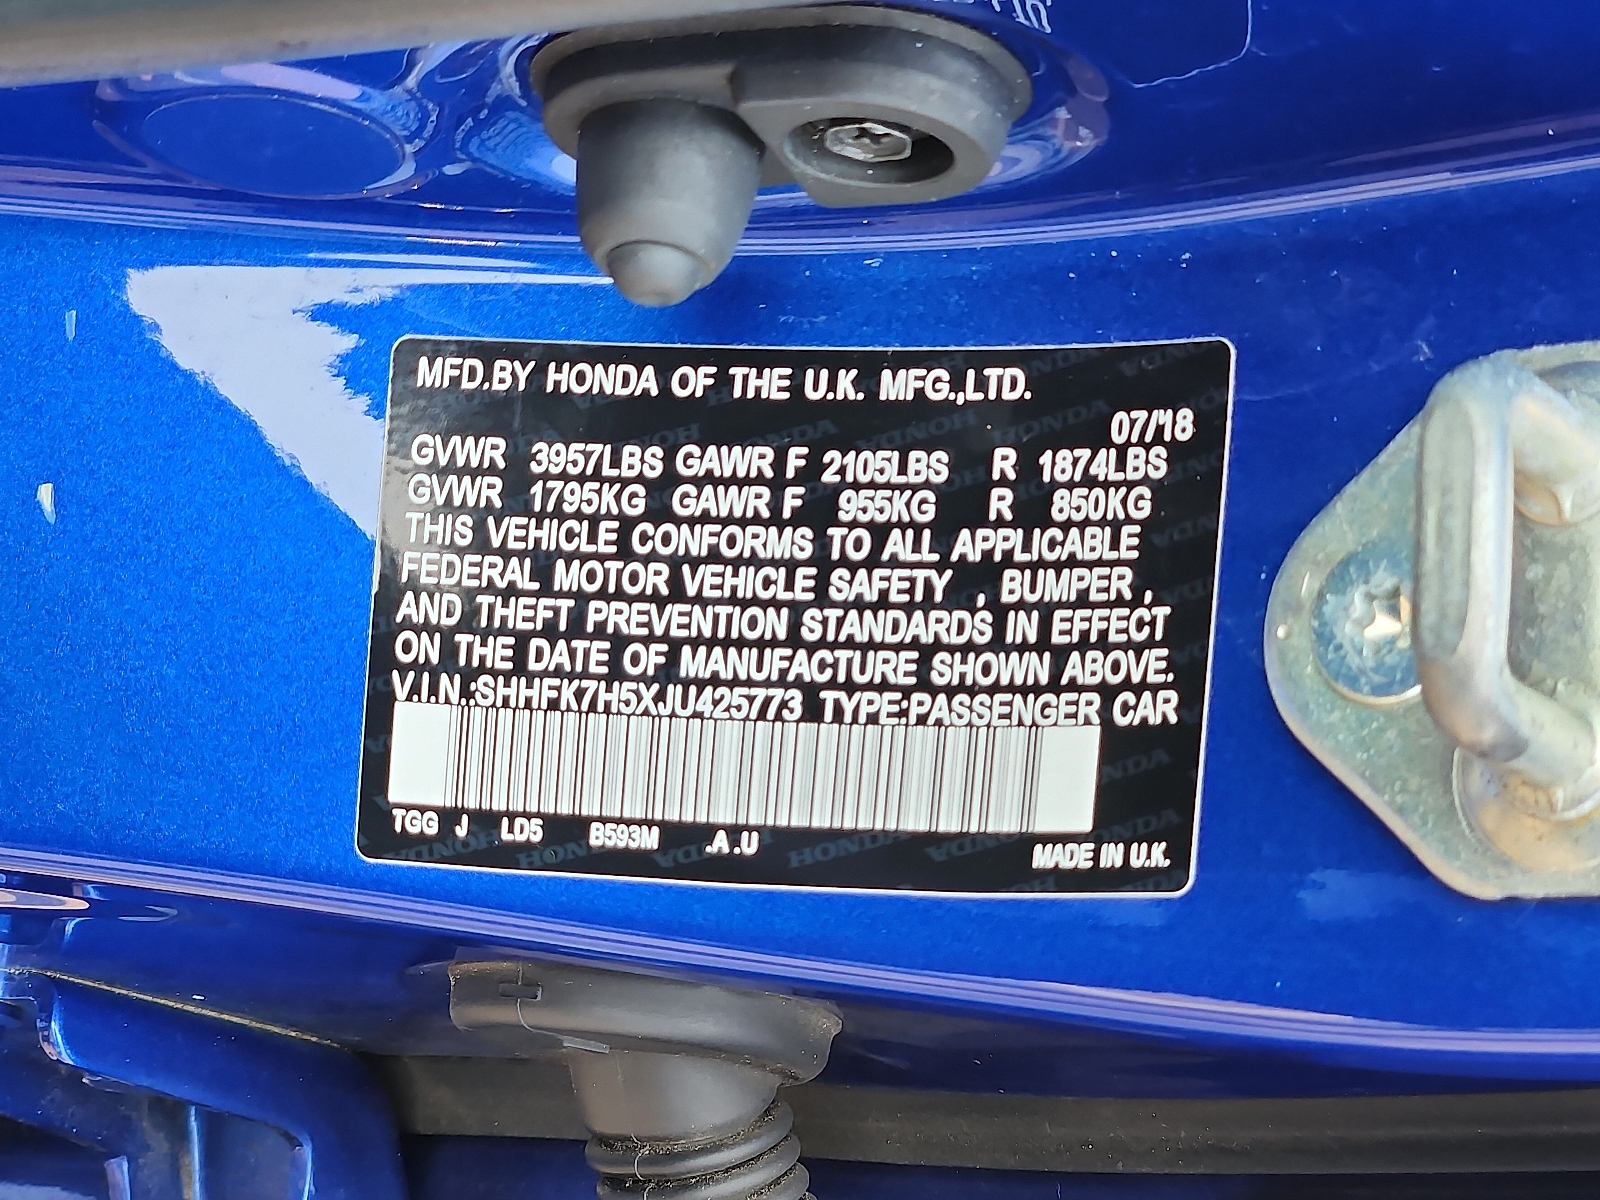 MFD.BY HONDA OF THE U.K. MFG.,LTD.
07/'18
GVWR 3957LBS GAWR F 2105LBS R 1874LBS
GVWR 1795KG GAWR F 955KG R 850KG
THIS VEHICLE CONFORMS TO ALL APPLICABLE
FEDERAL MOTOR VEHICLE SAFETY , BUMPER ,
AND THEFT PREVENTION STANDARDS IN EFFECT
ON THE DATE OF MANUFACTURE SHOWN ABOVE.
V.I.N.:SHHFK7H5XJU425773 TYPE:PASSENGER CAR
TGG J LD5 B593M .A.U
MADE IN U.K.